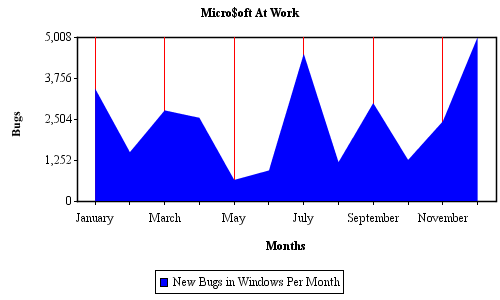 Micro$oft At Work
5,008
3,756
2,504
1,252
0
Bugs
January March May July September November
Months
New Bugs in Windows Per Month